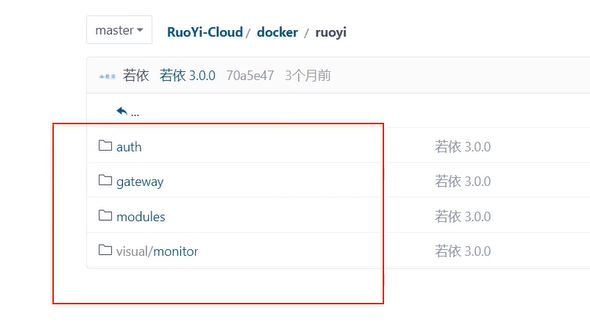 master RuoYi-Cloud / docker / ruoyi
若依 若依 3.0.0 70a5e47 3个月前
...
auth 若依 3.0.0
gateway 若依 3.0.0
modules 若依 3.0.0
visual/monitor 若依 3.0.0